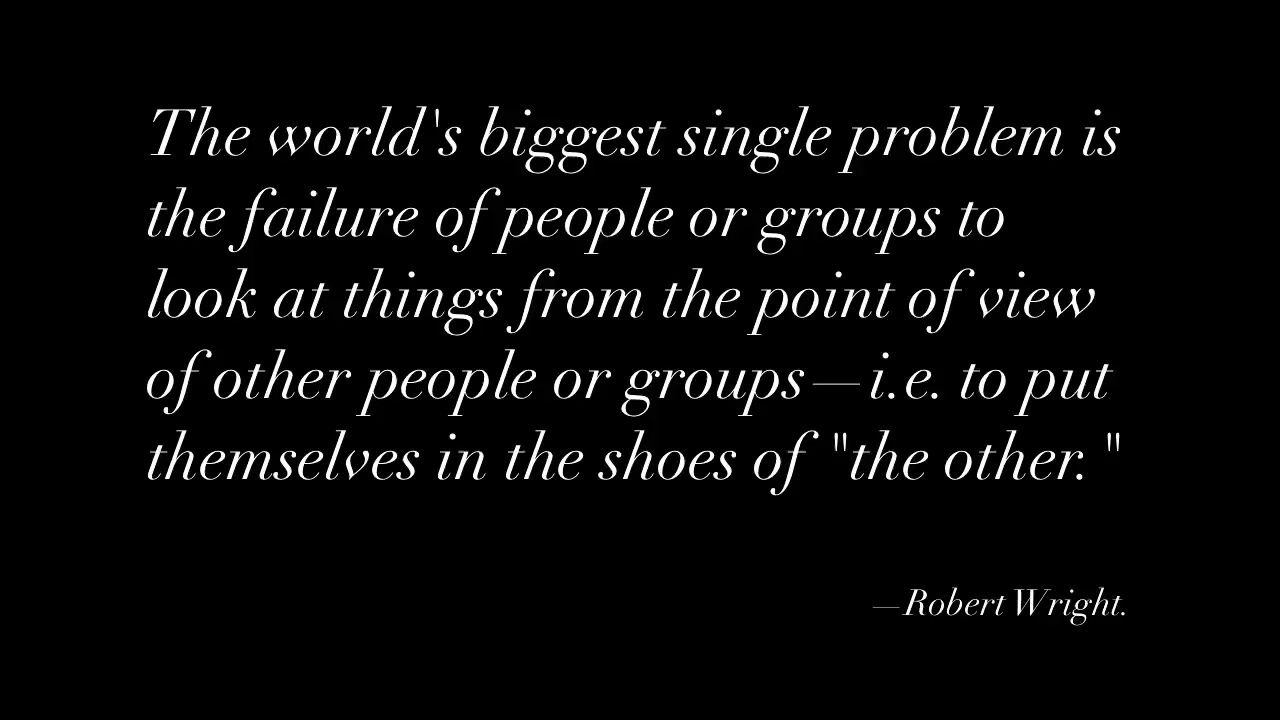 The world's biggest single problem is
the failure of people or groups to
look at things from the point of view
of other people or groups—i.e. to put
themselves in the shoes of "the other."
—Robert Wright.